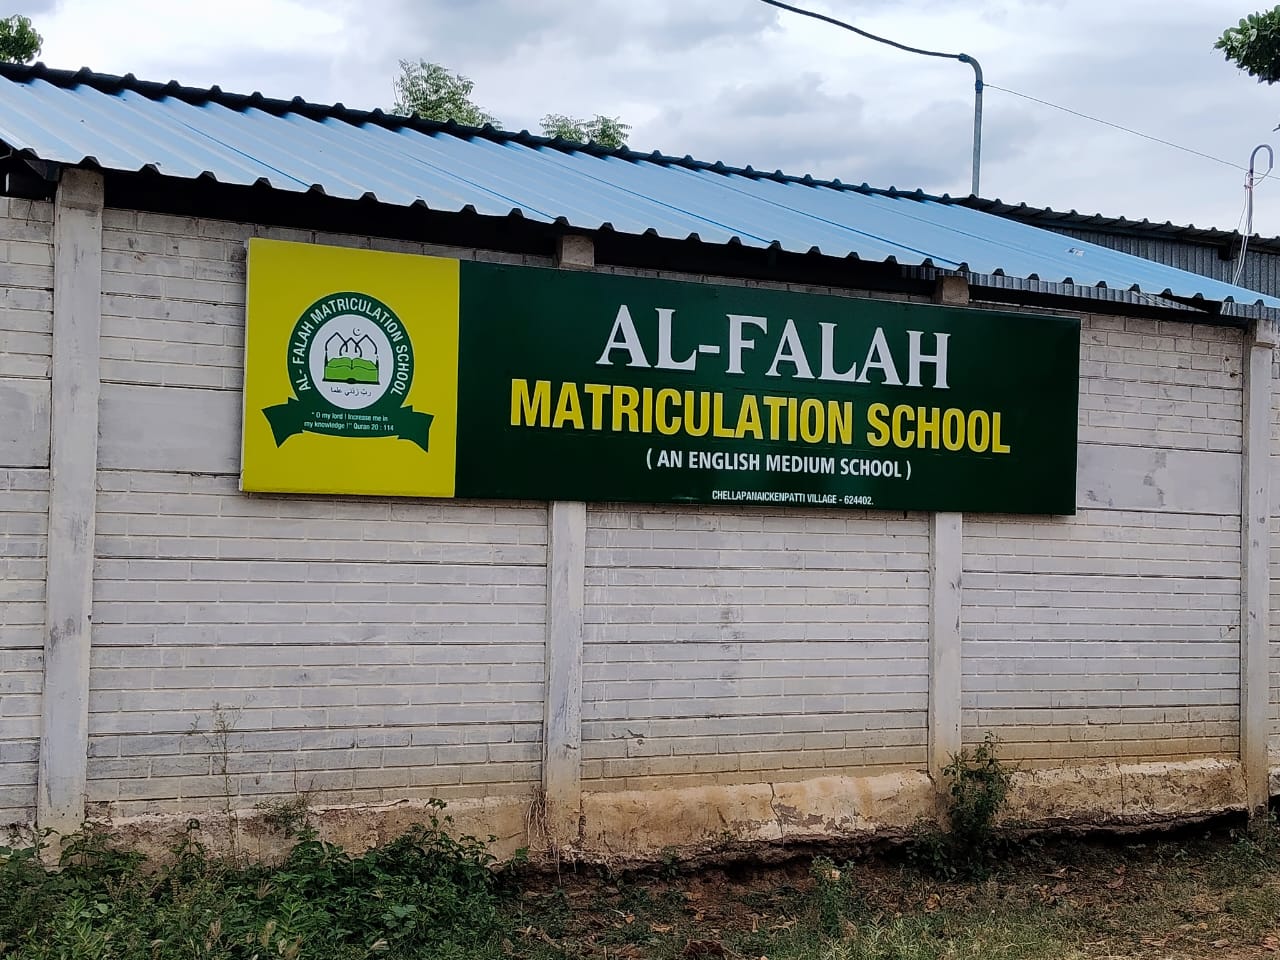 AL- FALAH MATRICULATION SCHOOL
ربّ زدني علما
" O my lord ! Increase me in
my knowledge !" Quran 20 : 114
AL-FALAH
MATRICULATION SCHOOL
( AN ENGLISH MEDIUM SCHOOL )
CHELLAPANAICKENPATTI VILLAGE - 624402.